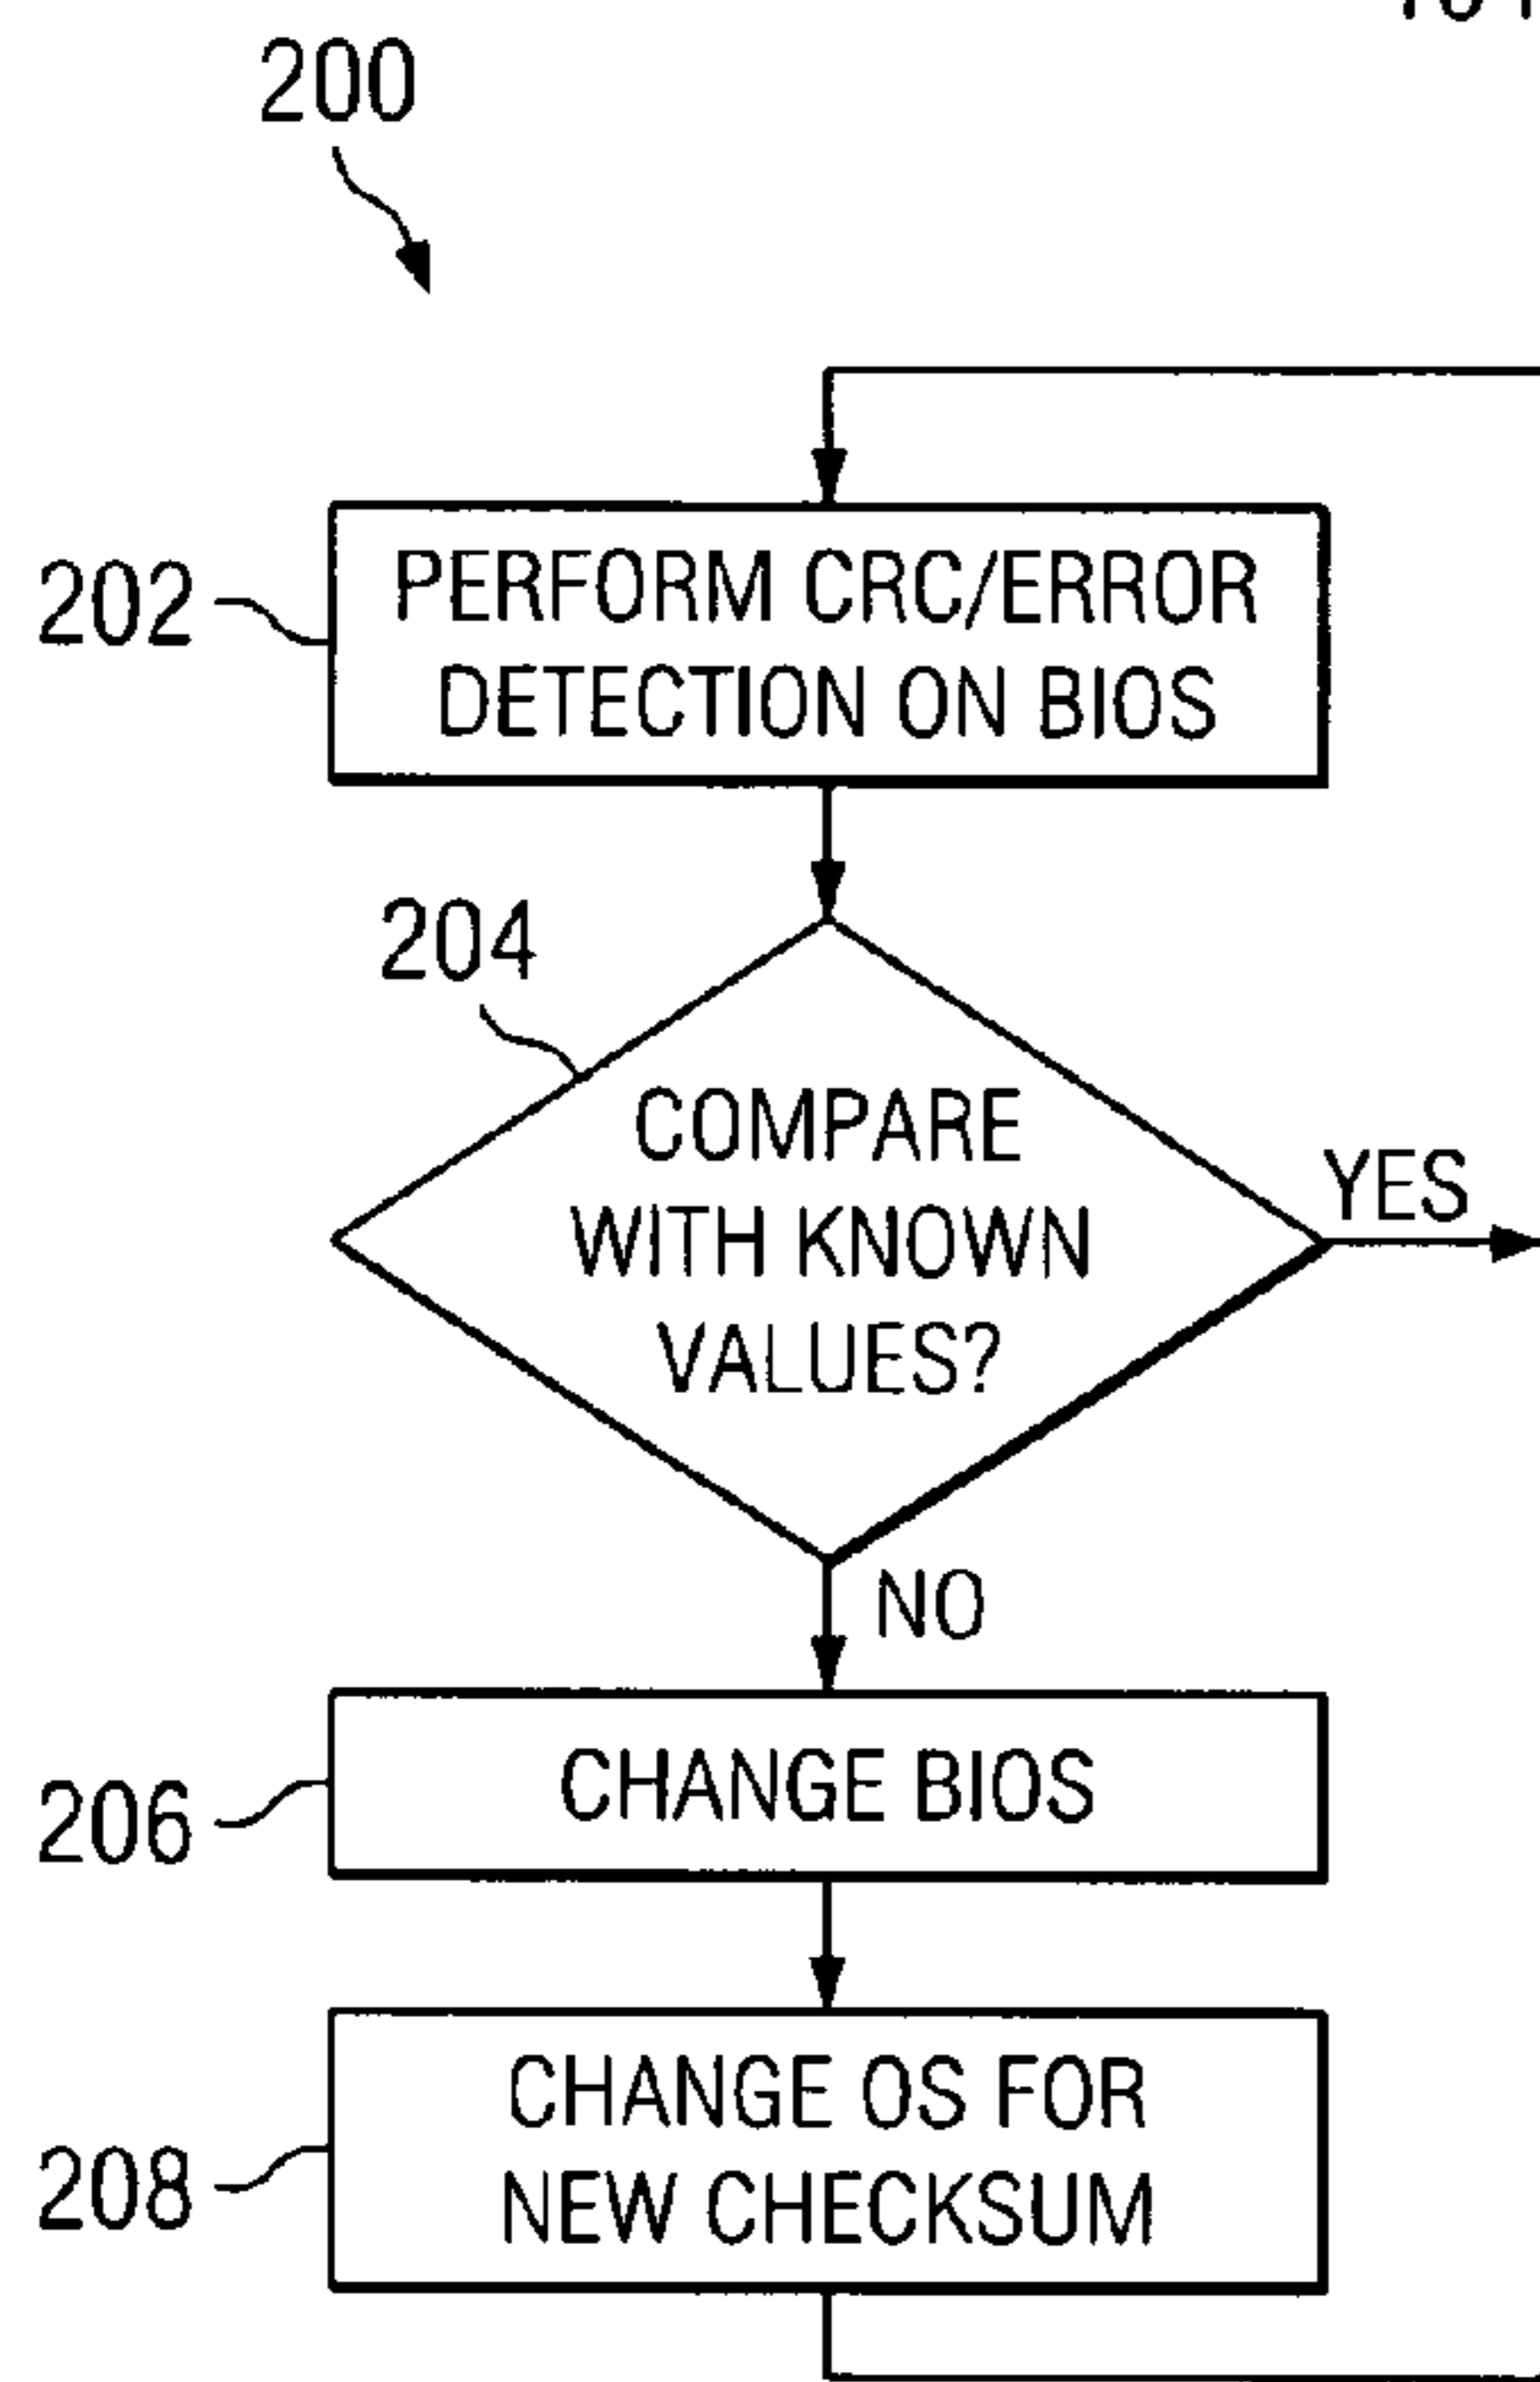 200
202
PERFORM CRC/ERROR
DETECTION ON BIOS
204
COMPARE
WITH KNOWN
VALUES?
YES
NO
206
CHANGE BIOS
208
CHANGE OS FOR
NEW CHECKSUM